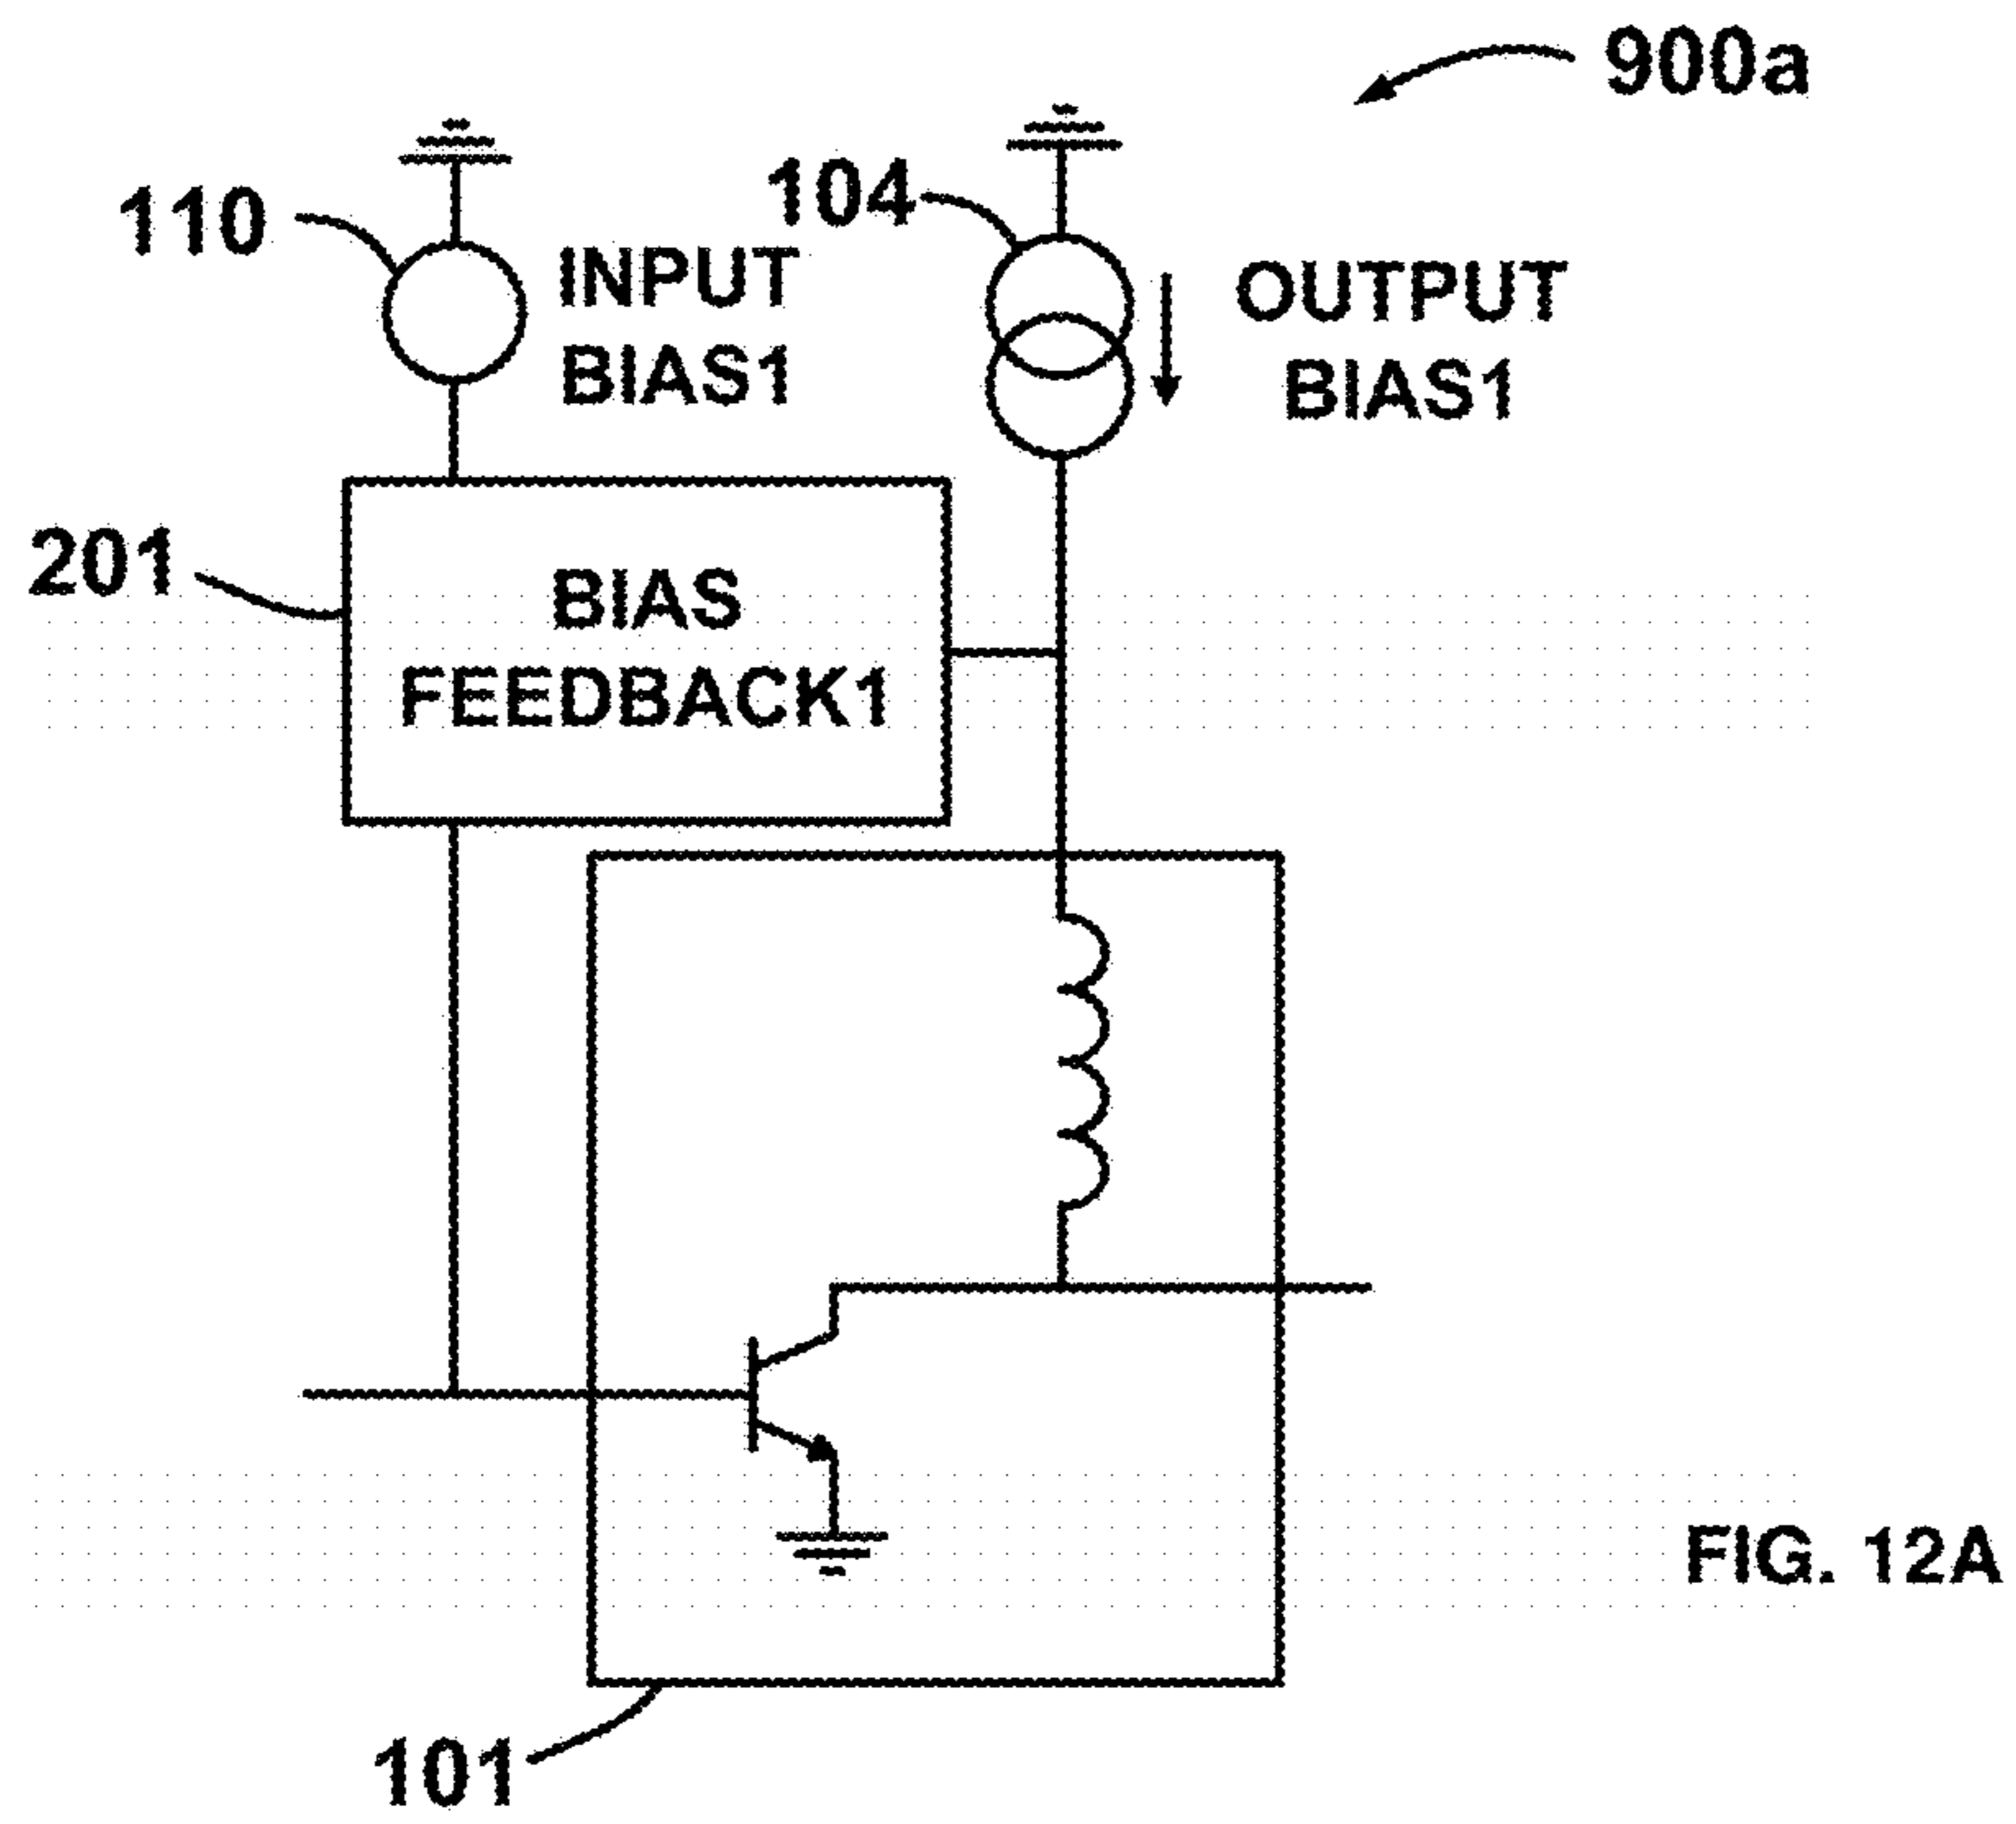 900a
110
INPUT
BIAS1
104
OUTPUT
BIAS1
201
BIAS
FEEDBACK1
FIG. 12A
101